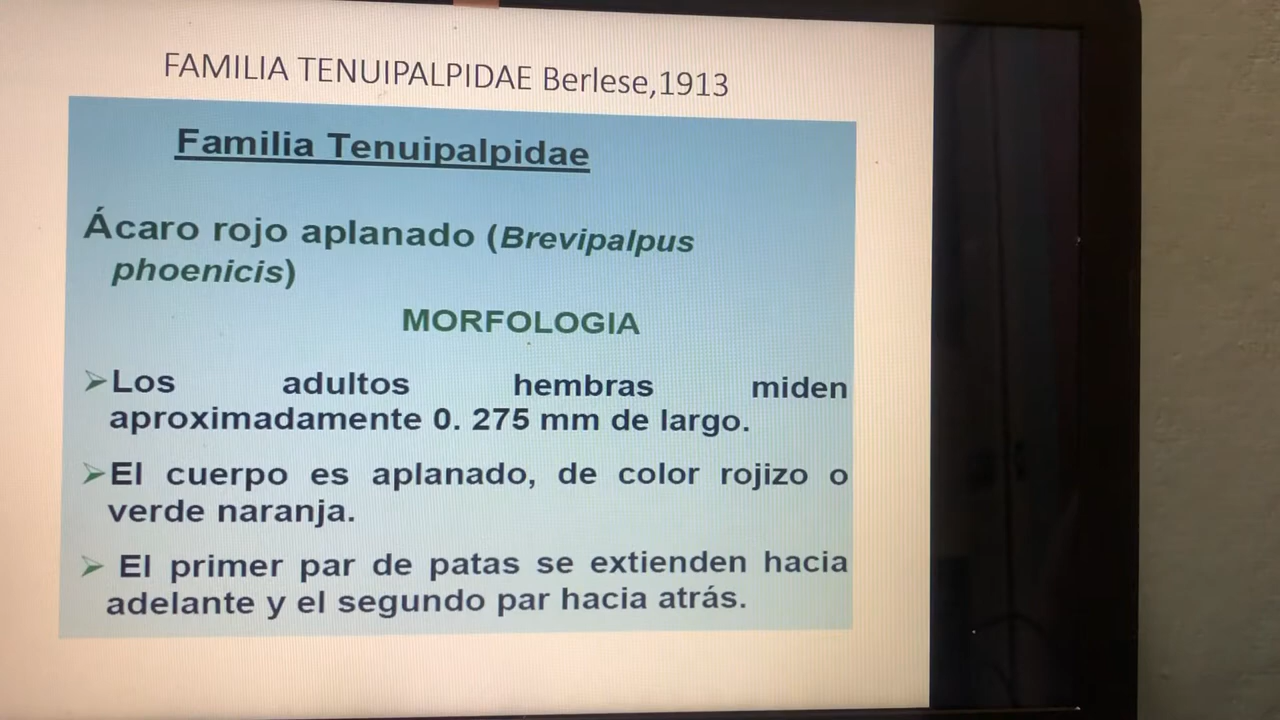 FAMILIA TENUIPALPIDAE Berlese,1913
Familia Tenuipalpidae
Ácaro rojo aplanado (Brevipalpus
phoenicis)
MORFOLOGIA
➢Los adultos hembras miden
aproximadamente 0. 275 mm de largo.
➢El cuerpo es aplanado, de color rojizo o
verde naranja.
➢ El primer par de patas se extienden hacia
adelante y el segundo par hacia atrás.